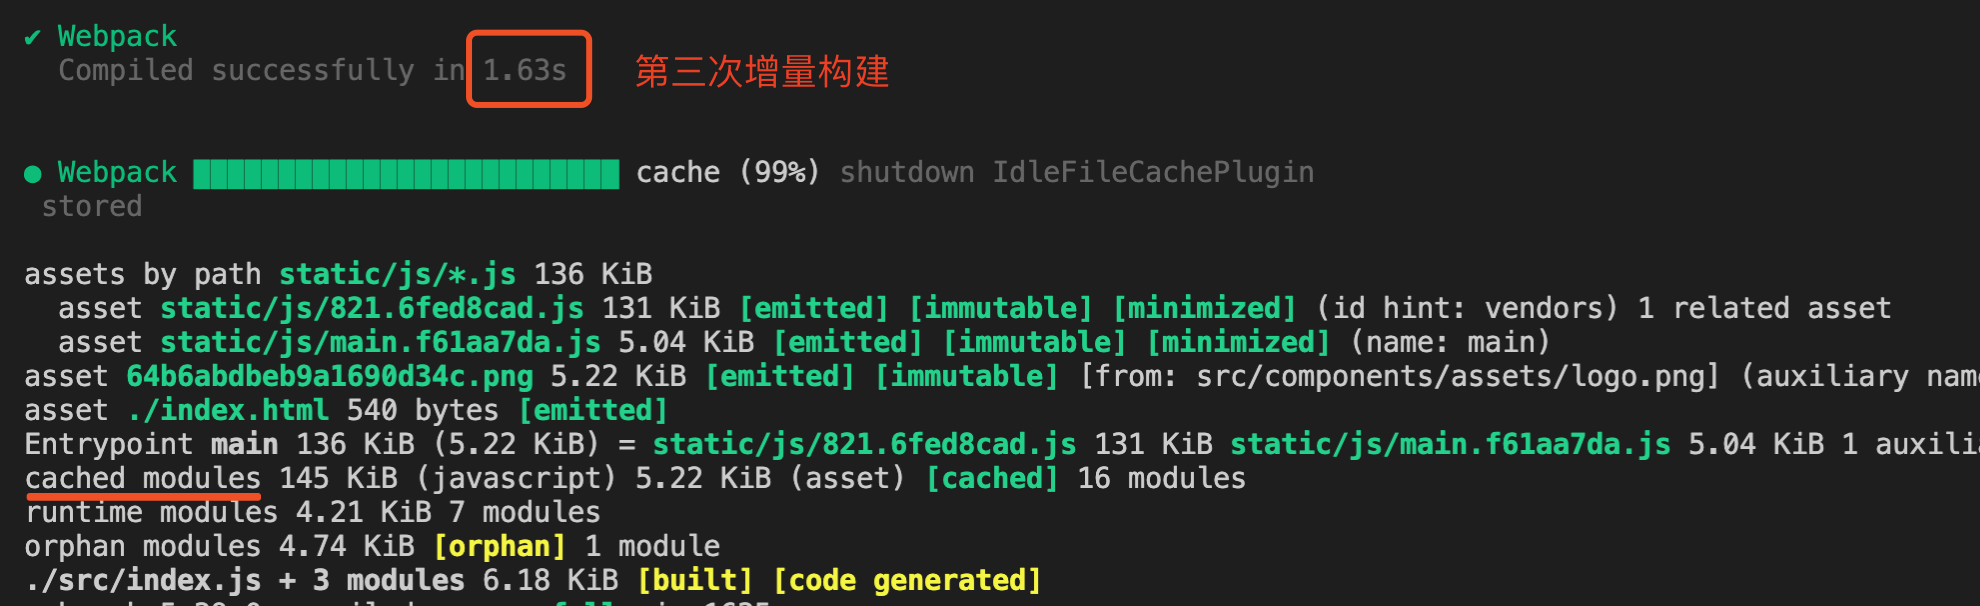 ✔ Webpack
Compiled successfully in 1.63s
第三次增量构建
● Webpack cache (99%) shutdown IdleFileCachePlugin
stored
assets by path static/js/*.js 136 KiB
asset static/js/821.6fed8cad.js 131 KiB [emitted] [immutable] [minimized] (id hint: vendors) 1 related asset
asset static/js/main.f61aa7da.js 5.04 KiB [emitted] [immutable] [minimized] (name: main)
asset 64b6abdbeb9a1690d34c.png 5.22 KiB [emitted] [immutable] [from: src/components/assets/logo.png] (auxiliary name
asset ./index.html 540 bytes [emitted]
Entrypoint main 136 KiB (5.22 KiB) = static/js/821.6fed8cad.js 131 KiB static/js/main.f61aa7da.js 5.04 KiB 1 auxilia
cached modules 145 KiB (javascript) 5.22 KiB (asset) [cached] 16 modules
runtime modules 4.21 KiB 7 modules
orphan modules 4.74 KiB [orphan] 1 module
./src/index.js + 3 modules 6.18 KiB [built] [code generated]